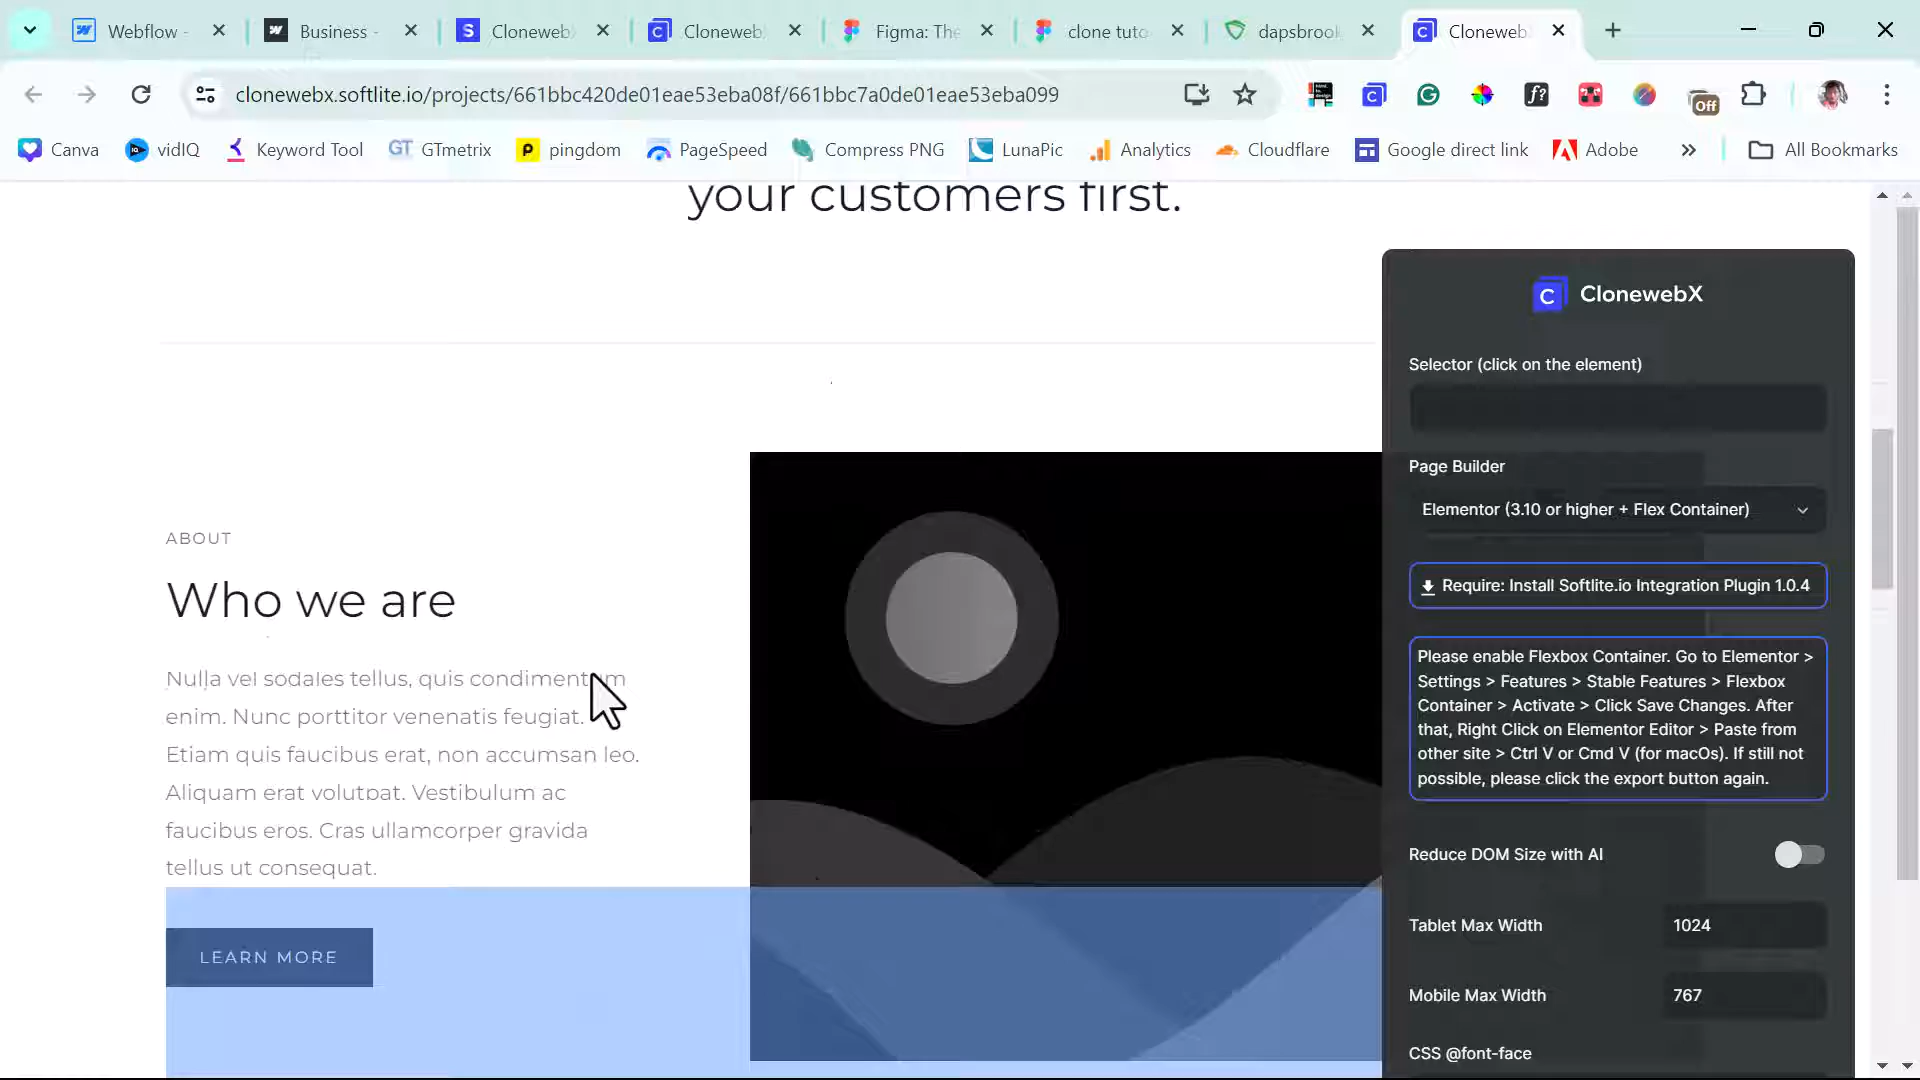 Webflow -
Business -
Cloneweb
Cloneweb
Figma: The
clone tuto
dapsbrook
Cloneweb
clonewebx.softlite.io/projects/661bbc420de01eae53eba08f/661bbc7a0de01eae53eba099
Off
Canva
vidIQ
Keyword Tool
GT GTmetrix
pingdom
PageSpeed
Compress PNG
LunaPic
Analytics
Cloudflare
Google direct link
Adobe
All Bookmarks
your customers first.
ABOUT
Who we are
Nulla vel sodales tellus, quis condimentum
enim. Nunc porttitor venenatis feugiat.
Etiam quis faucibus erat, non accumsan leo.
Aliquam erat volutpat. Vestibulum ac
faucibus eros. Cras ullamcorper gravida
tellus ut consequat.
LEARN MORE
C ClonewebX
Selector (click on the element)
Page Builder
Elementor (3.10 or higher + Flex Container)
Require: Install Softlite.io Integration Plugin 1.0.4
Please enable Flexbox Container. Go to Elementor >
Settings > Features > Stable Features > Flexbox
Container > Activate > Click Save Changes. After
that, Right Click on Elementor Editor > Paste from
other site > Ctrl V or Cmd V (for macOs). If still not
possible, please click the export button again.
Reduce DOM Size with AI
Tablet Max Width
1024
Mobile Max Width
767
CSS @font-face